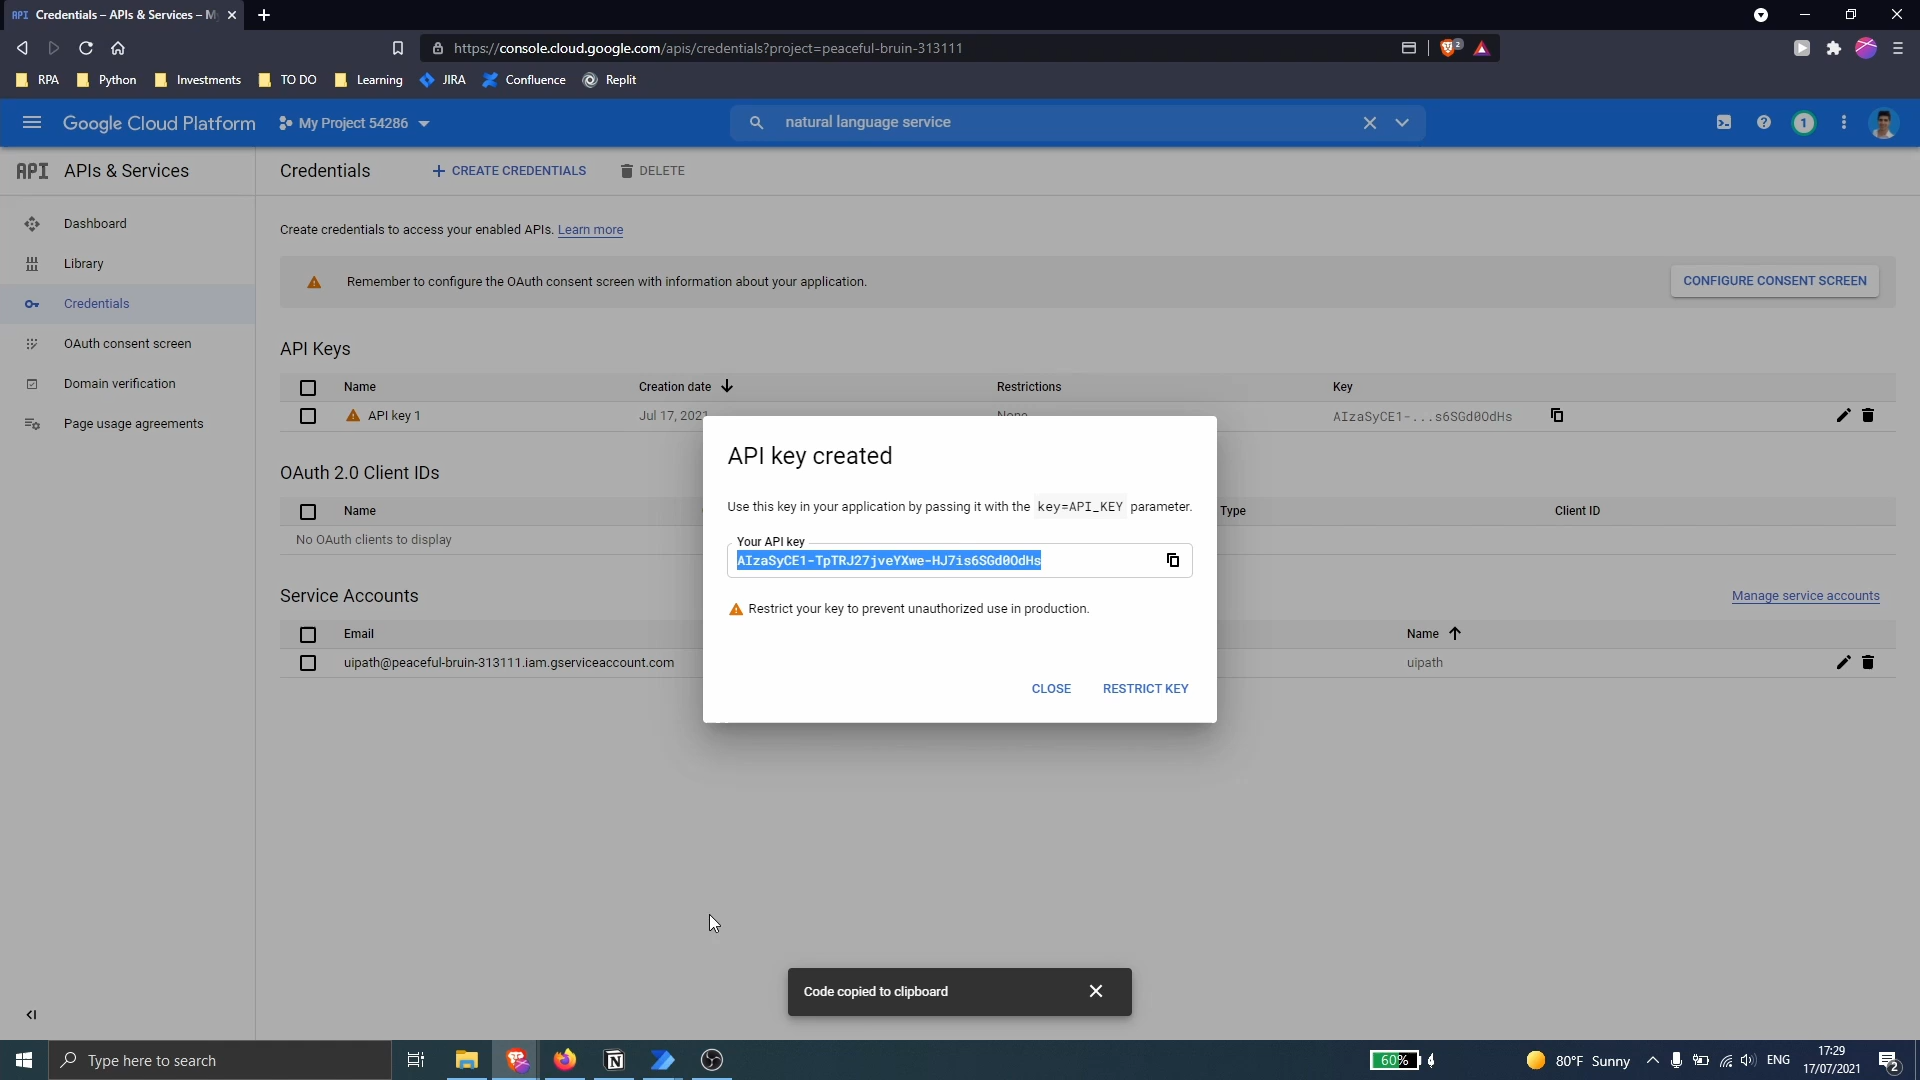 API Credentials – APIs & Services – M
https://console.cloud.google.com/apis/credentials?project=peaceful-bruin-313111
2
RPA Python Investments TO DO Learning JIRA Confluence Replit
Google Cloud Platform My Project 54286 natural language service 1
API APIs & Services
Credentials CREATE CREDENTIALS DELETE
Dashboard
Library
Credentials
OAuth consent screen
Domain verification
Page usage agreements
Create credentials to access your enabled APIs. Learn more
Remember to configure the OAuth consent screen with information about your application. CONFIGURE CONSENT SCREEN
API Keys
Name Creation date Restrictions Key
API key 1 Jul 17, 2021 None AIzaSyCE1-...s6SGd0OdHs
OAuth 2.0 Client IDs
Name Type Client ID
No OAuth clients to display
Service Accounts Manage service accounts
Email Name
uipath@peaceful-bruin-313111.iam.gserviceaccount.com uipath
API key created
Use this key in your application by passing it with the key=API_KEY parameter.
Your API key
AIzaSyCE1-TpTRJ27jveYXwe-HJ7is6SGd0OdHs
Restrict your key to prevent unauthorized use in production.
CLOSE RESTRICT KEY
Code copied to clipboard
Type here to search 60% 80°F Sunny ENG 17:29
17/07/2021 2